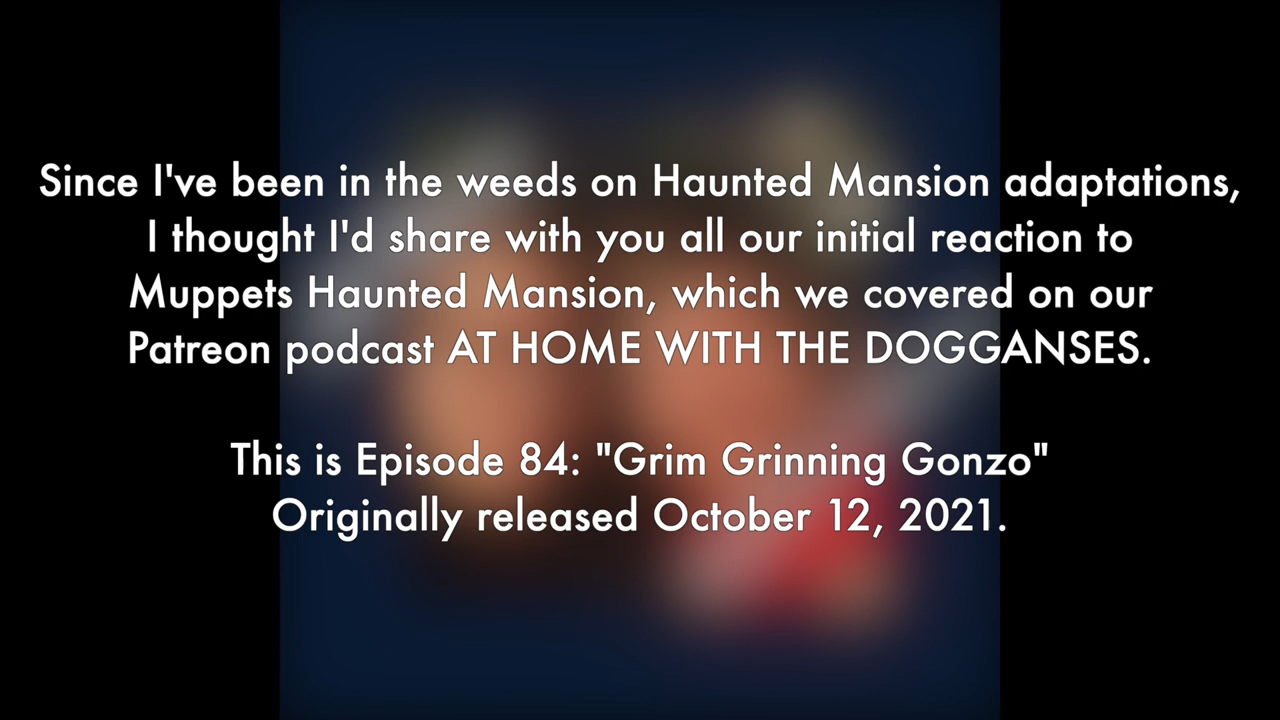 Since I've been in the weeds on Haunted Mansion adaptations,
I thought I'd share with you all our initial reaction to
Muppets Haunted Mansion, which we covered on our
Patreon podcast AT HOME WITH THE DOGGANSES.
This is Episode 84: "Grim Grinning Gonzo"
Originally released October 12, 2021.